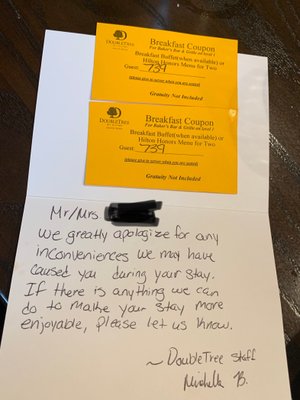 DOUBLETREE
Breakfast Coupon
For Baker's Bar & Grille on level 1
Breakfast Buffet(when available) or
Hilton Honors Menu for Two
Guest: 739
(please give to server when you are seated)
Gratuity Not Included
DOUBLETREE
Breakfast Coupon
For Baker's Bar & Grille on level 1
Breakfast Buffet(when available) or
Hilton Honors Menu for Two
Guest: 739
(please give to server when you are seated)
Gratuity Not Included
Mr/Mrs
We greatly apologize for any
inconveniences we may have
caused you during your stay.
If there is anything we can
do to make your stay more
enjoyable, please let us know.
~ DoubleTree Staff
Michelle B.